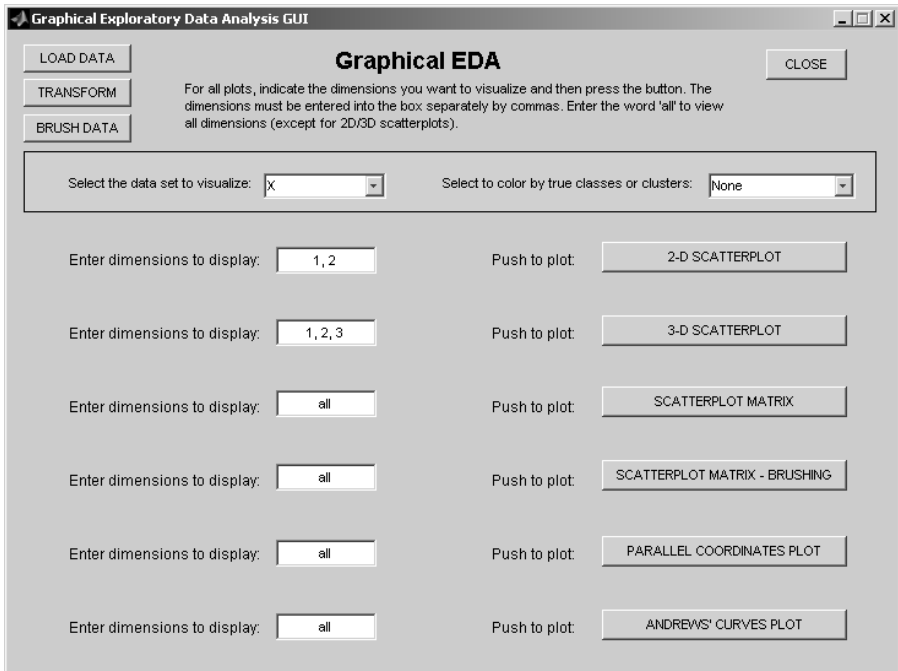 Graphical Exploratory Data Analysis GUI
LOAD DATA
Graphical EDA
CLOSE
TRANSFORM
For all plots, indicate the dimensions you want to visualize and then press the button. The
dimensions must be entered into the box separately by commas. Enter the word 'all' to view
all dimensions (except for 2D/3D scatterplots).
BRUSH DATA
Select the data set to visualize: X
Select to color by true classes or clusters: None
Enter dimensions to display: 1, 2 Push to plot: 2-D SCATTERPLOT
Enter dimensions to display: 1, 2, 3 Push to plot: 3-D SCATTERPLOT
Enter dimensions to display: all Push to plot: SCATTERPLOT MATRIX
Enter dimensions to display: all Push to plot: SCATTERPLOT MATRIX - BRUSHING
Enter dimensions to display: all Push to plot: PARALLEL COORDINATES PLOT
Enter dimensions to display: all Push to plot: ANDREWS' CURVES PLOT